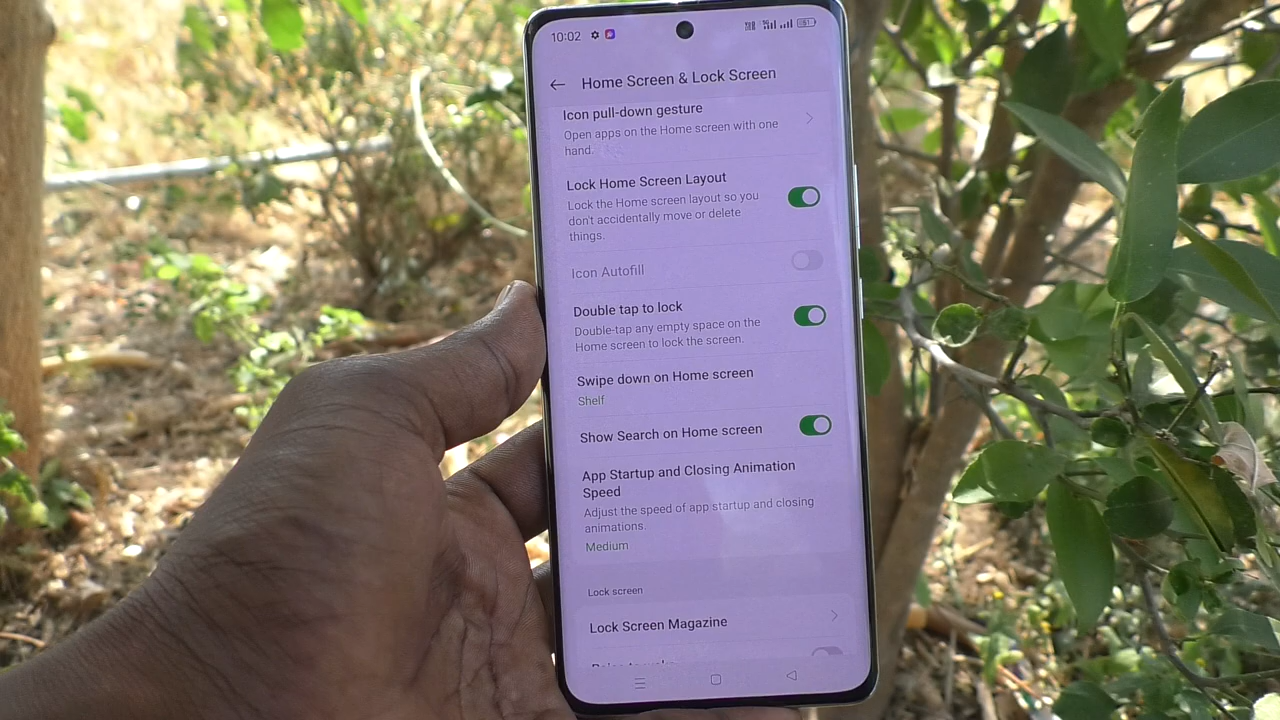 10:02
61
Home Screen & Lock Screen
Icon pull-down gesture
Open apps on the Home screen with one
hand.
Lock Home Screen Layout
Lock the Home screen layout so you
don't accidentally move or delete
things.
Icon Autofill
Double tap to lock
Double-tap any empty space on the
Home screen to lock the screen.
Swipe down on Home screen
Shelf
Show Search on Home screen
App Startup and Closing Animation
Speed
Adjust the speed of app startup and closing
animations.
Medium
Lock screen
Lock Screen Magazine